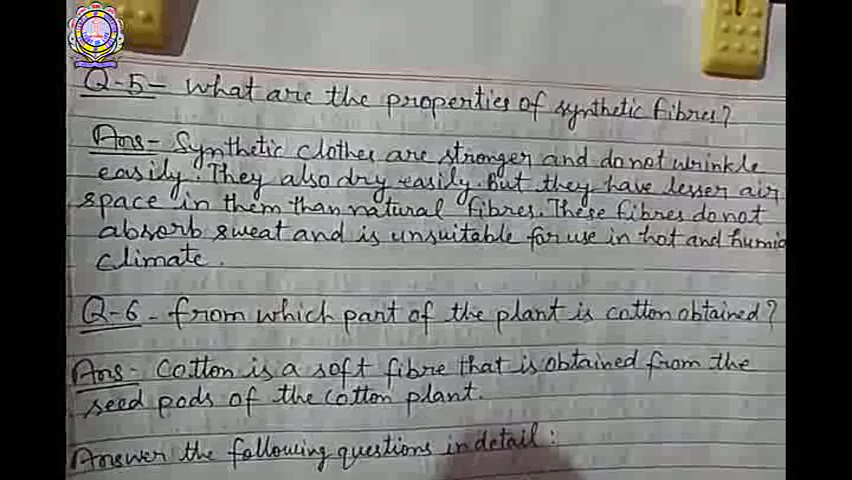 Q-5- What are the properties of synthetic fibres?
Ans- Synthetic clothes are stronger and do not wrinkle
easily. They also dry easily. But they have lesser air
space in them than natural fibres. These fibres do not
absorb sweat and is unsuitable for use in hot and humid
climate.
Q-6- from which part of the plant is cotton obtained?
Ans- Cotton is a soft fibre that is obtained from the
seed pods of the cotton plant.
Answer the following questions in detail: